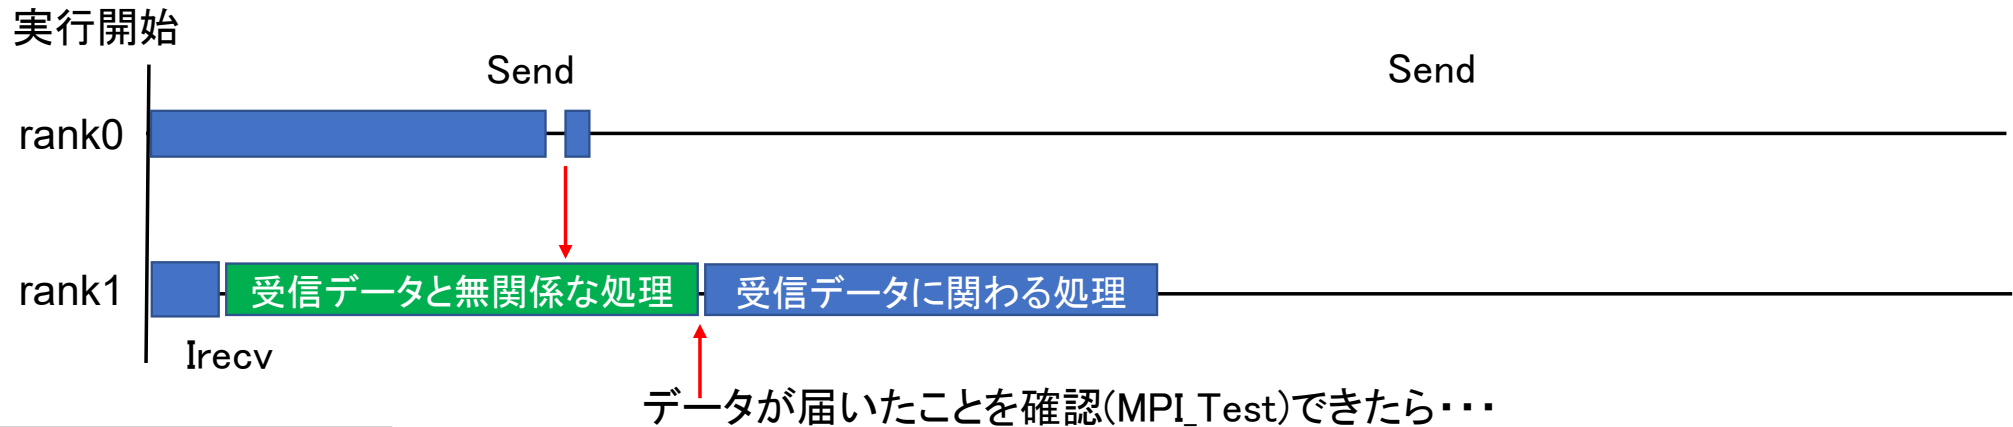 実行開始
Send
Send
rank0
rank1
受信データと無関係な処理
受信データに関わる処理
Irecv
データが届いたことを確認(MPI_Test)できたら・・・